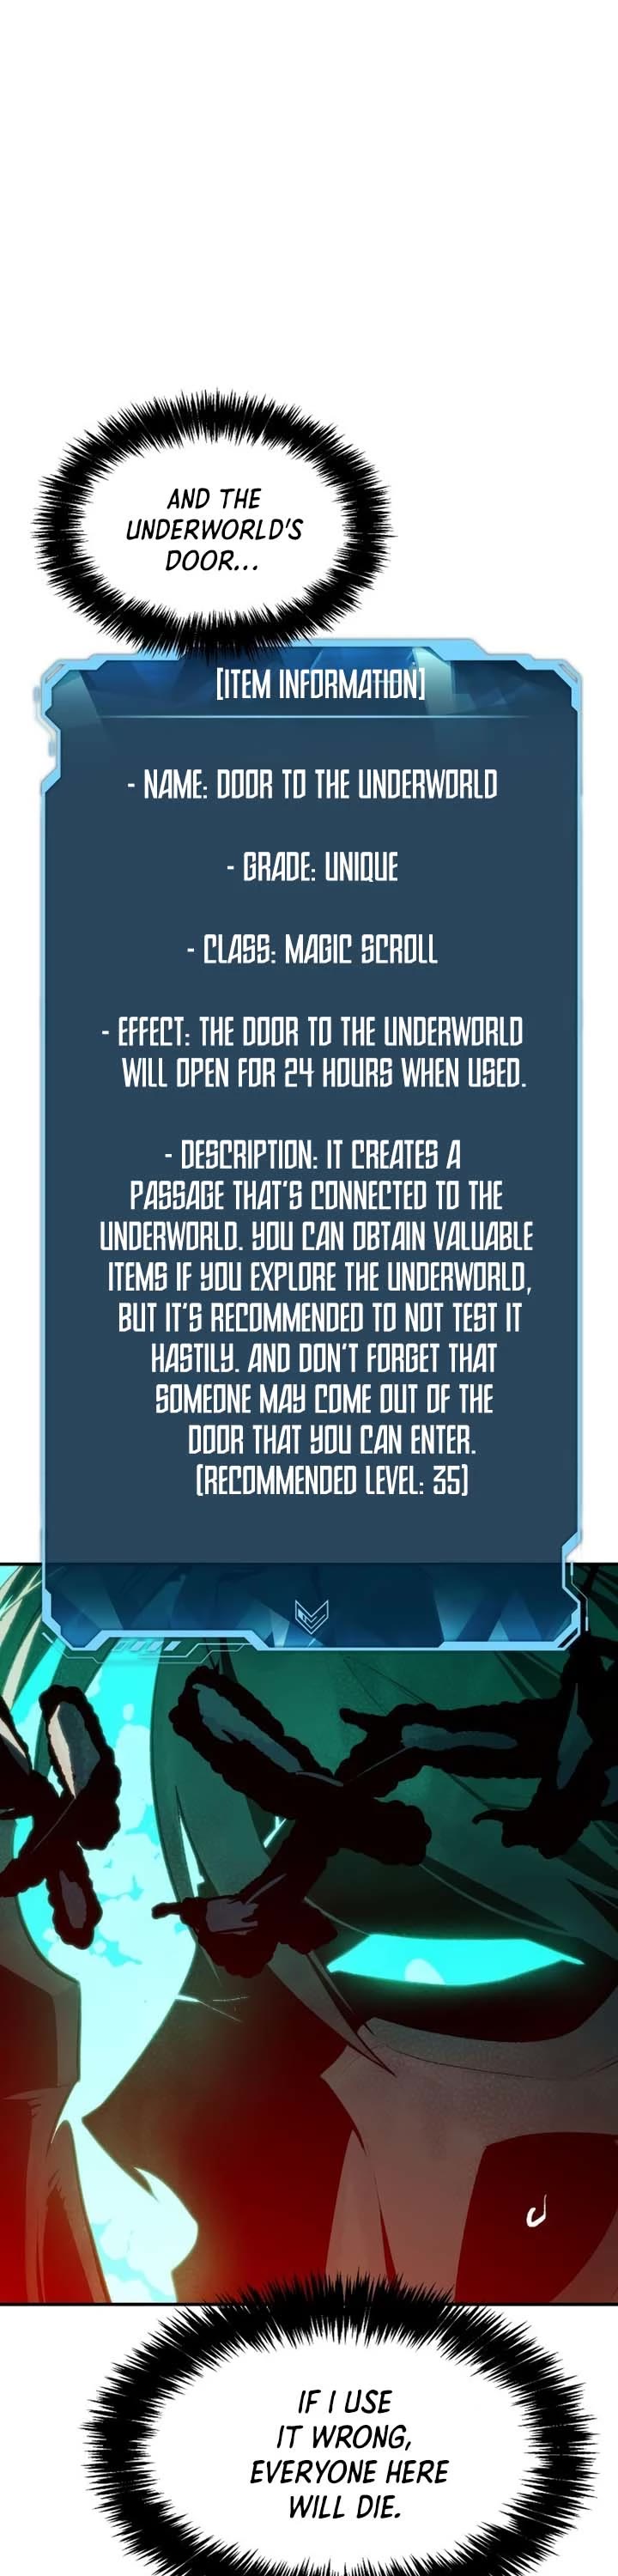 AND THE
UNDERWORLD'S
DOOR...
[ITEM INFORMATION]
- NAME: DOOR TO THE UNDERWORLD
- GRADE: UNIQUE
- CLASS: MAGIC SCROLL
- EFFECT: THE DOOR TO THE UNDERWORLD
WILL OPEN FOR 24 HOURS WHEN USED.
- DESCRIPTION: IT CREATES A
PASSAGE THAT'S CONNECTED TO THE
UNDERWORLD. YOU CAN OBTAIN VALUABLE
ITEMS IF YOU EXPLORE THE UNDERWORLD,
BUT IT'S RECOMMENDED TO NOT TEST IT
HASTILY. AND DON'T FORGET THAT
SOMEONE MAY COME OUT OF THE
DOOR THAT YOU CAN ENTER.
(RECOMMENDED LEVEL: 35)
IF I USE
IT WRONG,
EVERYONE HERE
WILL DIE.